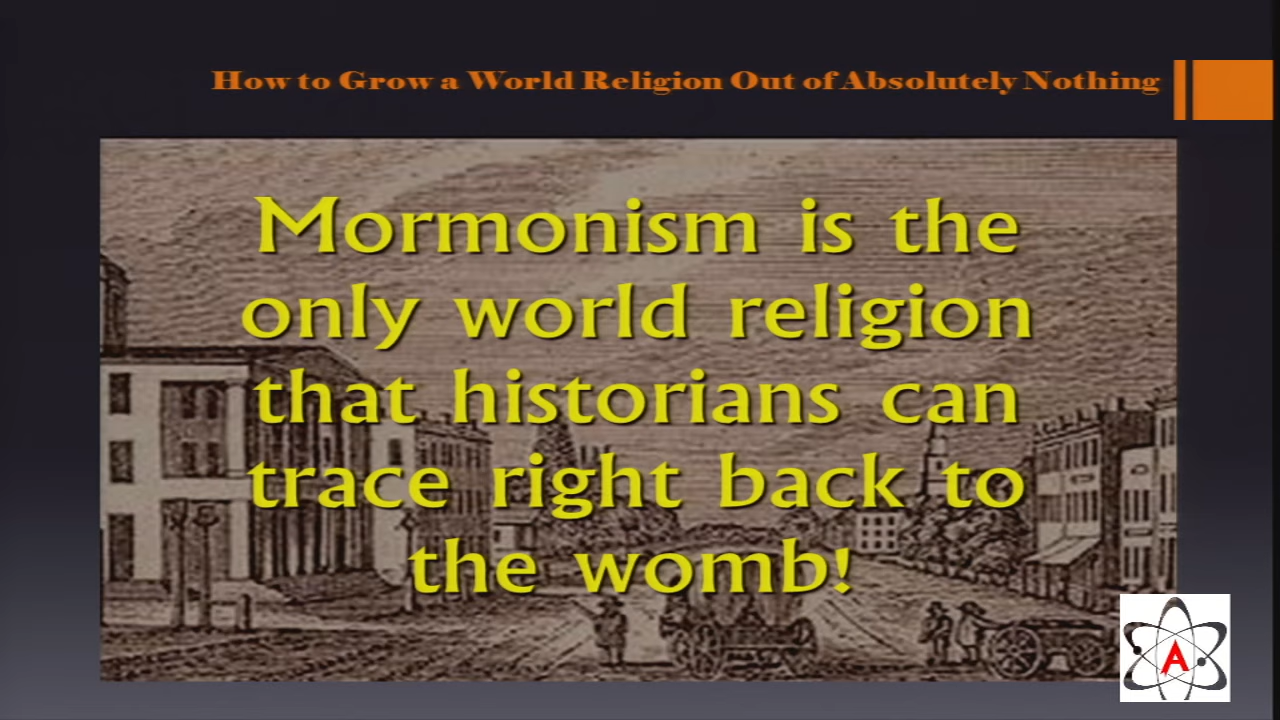 How to Grow a World Religion Out of Absolutely Nothing
Mormonism is the
only world religion
that historians can
trace right back to
the womb!
A